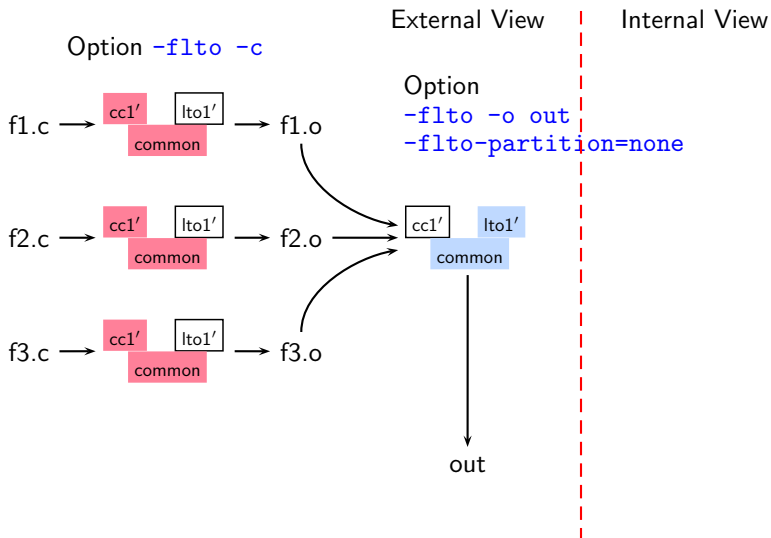 External View
Internal View
Option -flto -c
Option
-flto -o out
-flto-partition=none
f1.c
cc1′
lto1′
common
f1.o
f2.c
cc1′
lto1′
common
f2.o
cc1′
lto1′
common
f3.c
cc1′
lto1′
common
f3.o
out